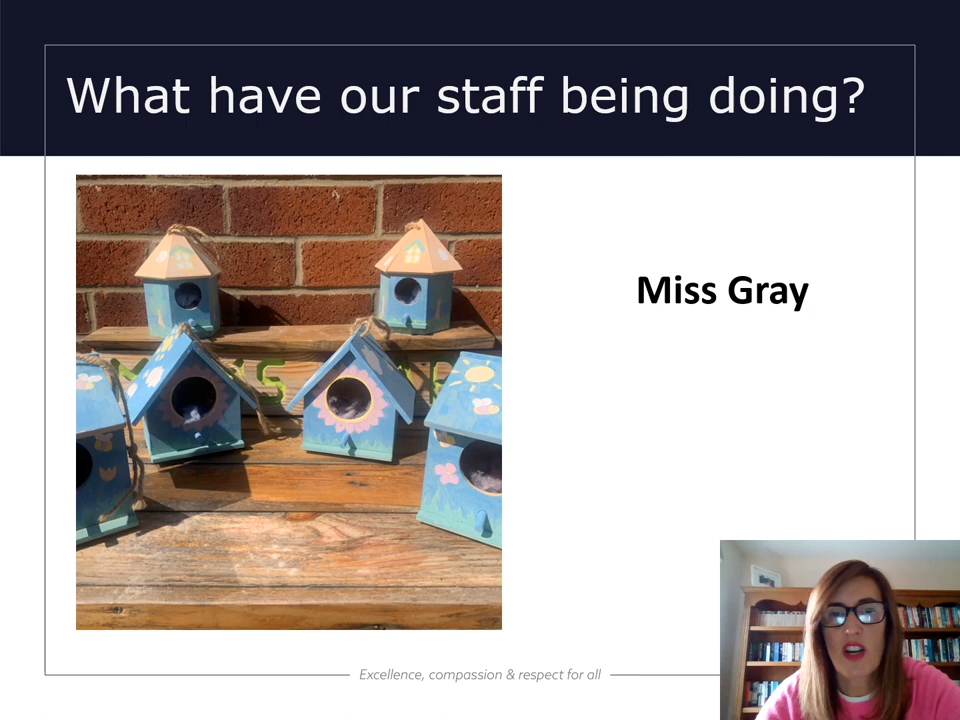 What have our staff being doing?
Miss Gray
Excellence, compassion & respect for all